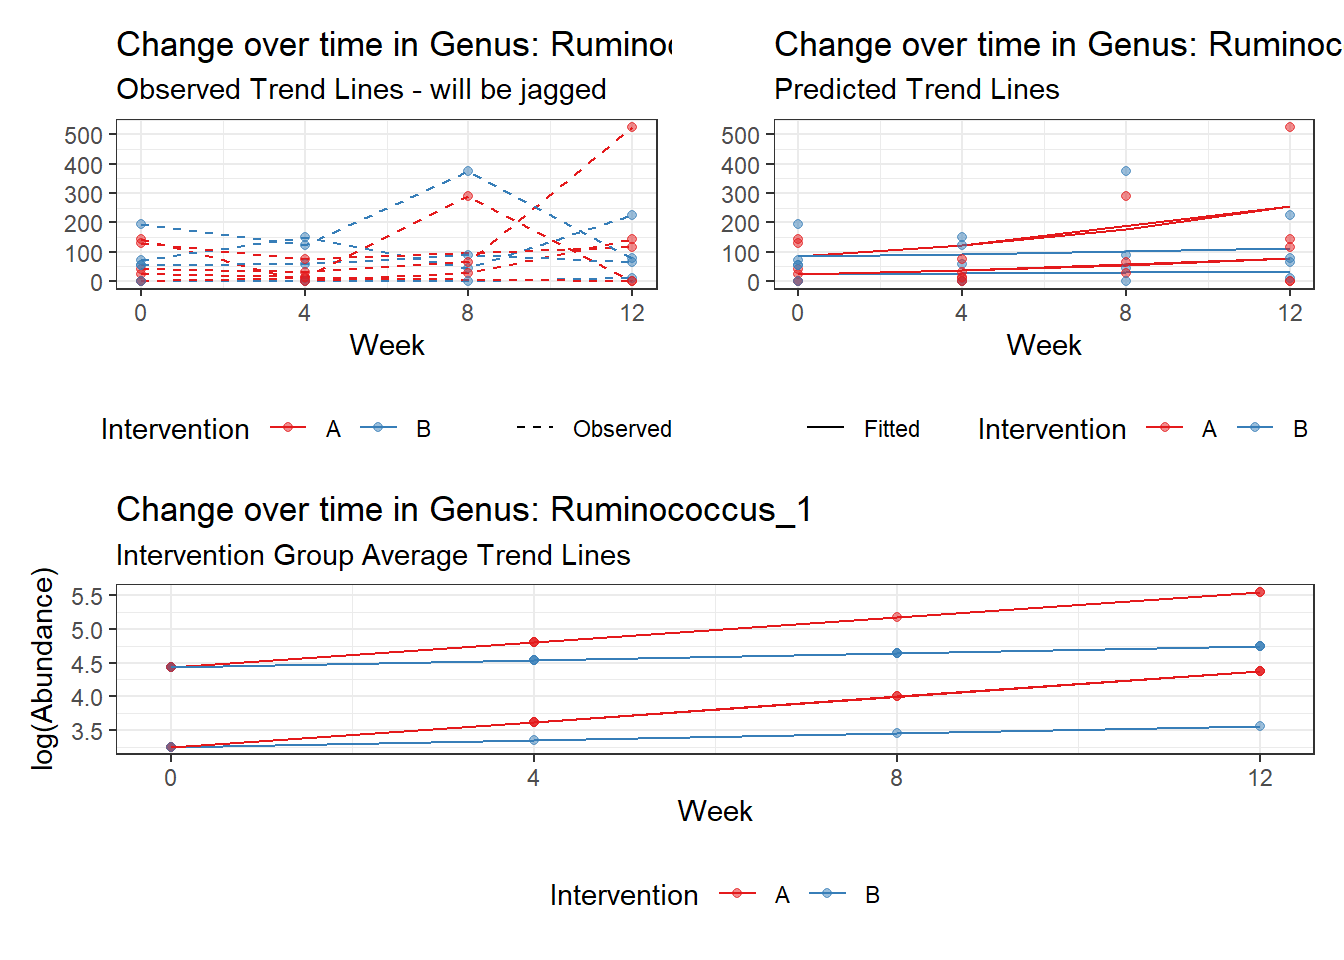 Change over time in Genus: Ruminoc
Observed Trend Lines - will be jagged
500
400
300
200
100
0
0 4 8 12
Week
Intervention A B Observed
Change over time in Genus: Ruminoc
Predicted Trend Lines
500
400
300
200
100
0
0 4 8 12
Week
Fitted Intervention A B
Change over time in Genus: Ruminococcus_1
Intervention Group Average Trend Lines
log(Abundance)
5.5
5.0
4.5
4.0
3.5
0 4 8 12
Week
Intervention A B